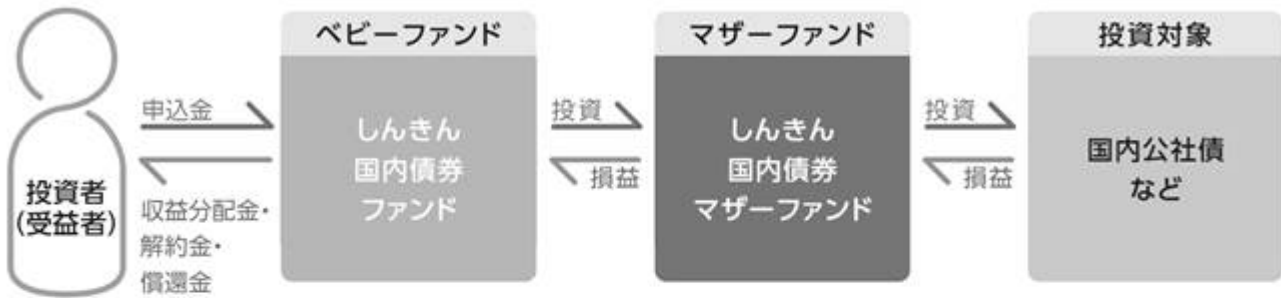 投資者
(受益者)
申込金
収益分配金・
解約金・
償還金
ベビーファンド
しんきん
国内債券
ファンド
投資
損益
マザーファンド
しんきん
国内債券
マザーファンド
投資
損益
投資対象
国内公社債
など